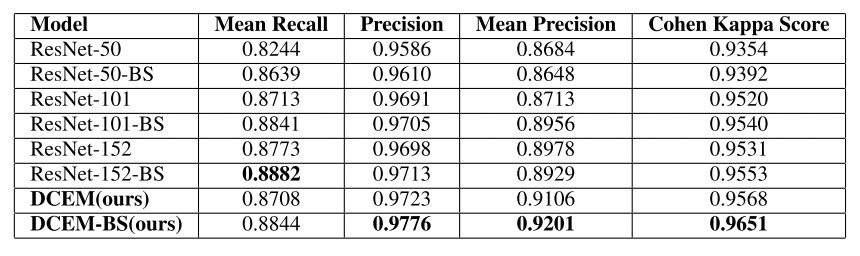 Model Mean Recall Precision Mean Precision Cohen Kappa Score
ResNet-50 0.8244 0.9586 0.8684 0.9354
ResNet-50-BS 0.8639 0.9610 0.8648 0.9392
ResNet-101 0.8713 0.9691 0.8713 0.9520
ResNet-101-BS 0.8841 0.9705 0.8956 0.9540
ResNet-152 0.8773 0.9698 0.8978 0.9531
ResNet-152-BS 0.8882 0.9713 0.8929 0.9553
DCEM(ours) 0.8708 0.9723 0.9106 0.9568
DCEM-BS(ours) 0.8844 0.9776 0.9201 0.9651